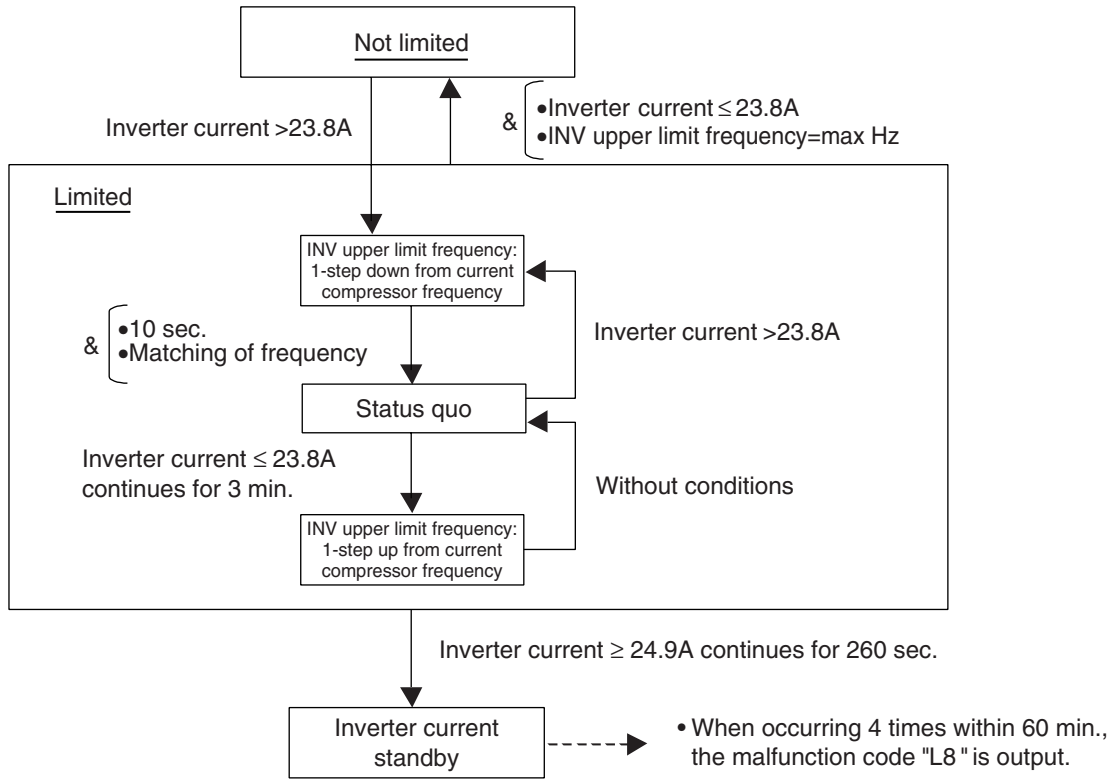 Not limited
Inverter current >23.8A
&
•Inverter current ≤ 23.8A
•INV upper limit frequency=max Hz
Limited
INV upper limit frequency:
1-step down from current
compressor frequency
&
•10 sec.
•Matching of frequency
Inverter current >23.8A
Status quo
Inverter current ≤ 23.8A
continues for 3 min.
Without conditions
INV upper limit frequency:
1-step up from current
compressor frequency
Inverter current ≥ 24.9A continues for 260 sec.
Inverter current
standby
• When occurring 4 times within 60 min.,
the malfunction code "L8 " is output.